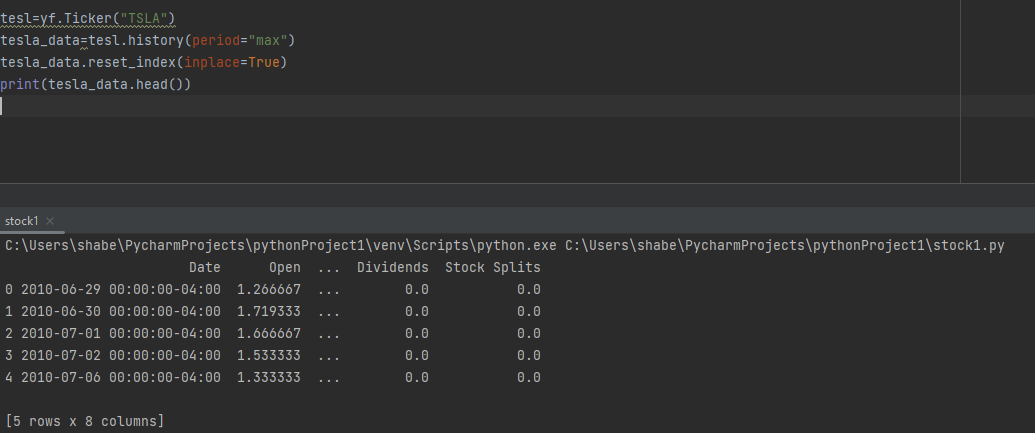 tesl=yf.Ticker("TSLA")
tesla_data=tesl.history(period="max")
tesla_data.reset_index(inplace=True)
print(tesla_data.head())
stock1
C:\Users\shabe\PycharmProjects\pythonProject1\venv\Scripts\python.exe C:\Users\shabe\PycharmProjects\pythonProject1\stock1.py
Date Open ... Dividends Stock Splits
0 2010-06-29 00:00:00-04:00 1.266667 ... 0.0 0.0
1 2010-06-30 00:00:00-04:00 1.719333 ... 0.0 0.0
2 2010-07-01 00:00:00-04:00 1.666667 ... 0.0 0.0
3 2010-07-02 00:00:00-04:00 1.533333 ... 0.0 0.0
4 2010-07-06 00:00:00-04:00 1.333333 ... 0.0 0.0
[5 rows x 8 columns]